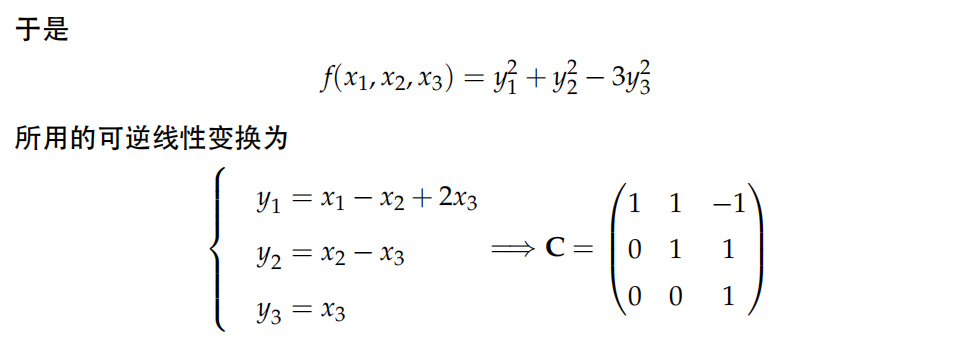 于是
f(x₁, x₂, x₃) = y₁² + y₂² − 3y₃²
所用的可逆线性变换为
y₁ = x₁ − x₂ + 2x₃
y₂ = x₂ − x₃ ⟹ C = ( 1 1 −1 ; 0 1 1 ; 0 0 1 )
y₃ = x₃